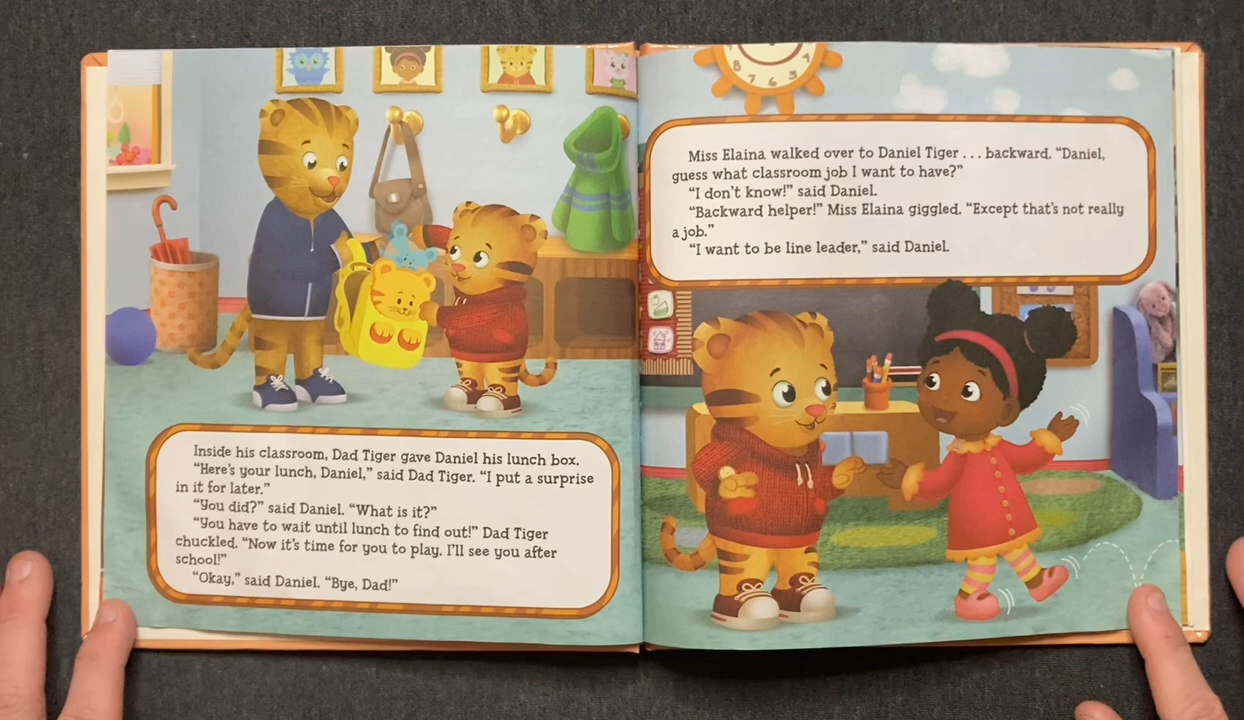 Inside his classroom, Dad Tiger gave Daniel his lunch box.
“Here’s your lunch, Daniel,” said Dad Tiger. “I put a surprise
in it for later.”
“You did?” said Daniel. “What is it?”
“You have to wait until lunch to find out!” Dad Tiger
chuckled. “Now it’s time for you to play. I’ll see you after
school!”
“Okay,” said Daniel. “Bye, Dad!”
8 7 6 5
Miss Elaina walked over to Daniel Tiger . . . backward. “Daniel,
guess what classroom job I want to have?”
“I don’t know!” said Daniel.
“Backward helper!” Miss Elaina giggled. “Except that’s not really
a job.”
“I want to be line leader,” said Daniel.